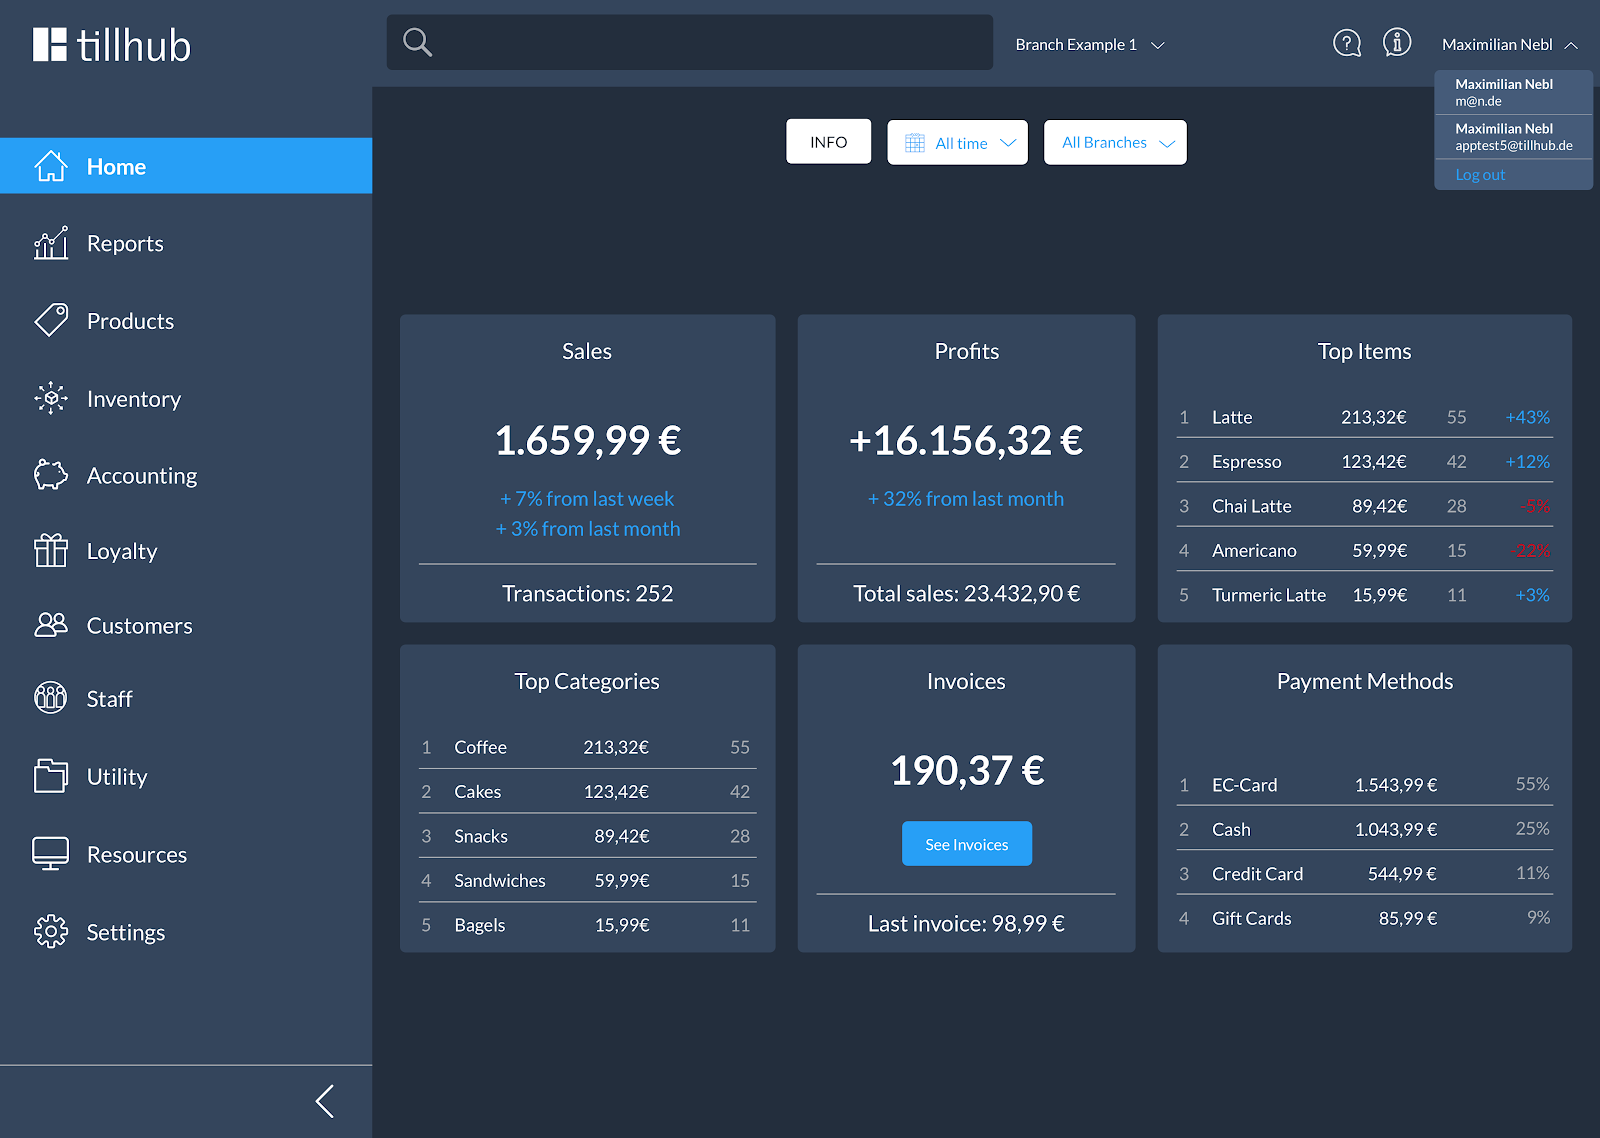 tillhub
Branch Example 1
Maximilian Nebl
Maximilian Nebl
m@n.de
Maximilian Nebl
apptest5@tillhub.de
Log out
INFO
All time
All Branches
Home
Reports
Products
Inventory
Accounting
Loyalty
Customers
Staff
Utility
Resources
Settings
Sales
1.659,99 €
+ 7% from last week
+ 3% from last month
Transactions: 252
Profits
+16.156,32 €
+ 32% from last month
Total sales: 23.432,90 €
Top Items
1 Latte 213,32€ 55 +43%
2 Espresso 123,42€ 42 +12%
3 Chai Latte 89,42€ 28 -5%
4 Americano 59,99€ 15 -22%
5 Turmeric Latte 15,99€ 11 +3%
Top Categories
1 Coffee 213,32€ 55
2 Cakes 123,42€ 42
3 Snacks 89,42€ 28
4 Sandwiches 59,99€ 15
5 Bagels 15,99€ 11
Invoices
190,37 €
See Invoices
Last invoice: 98,99 €
Payment Methods
1 EC-Card 1.543,99 € 55%
2 Cash 1.043,99 € 25%
3 Credit Card 544,99 € 11%
4 Gift Cards 85,99 € 9%